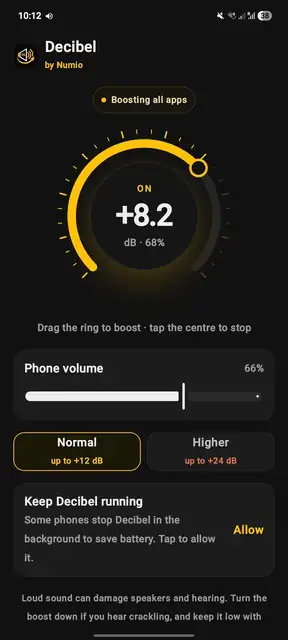 10:12
38
Decibel
by Numio
Boosting all apps
ON
+8.2
dB · 68%
Drag the ring to boost · tap the centre to stop
Phone volume
66%
Normal
up to +12 dB
Higher
up to +24 dB
Keep Decibel running
Some phones stop Decibel in the
background to save battery. Tap to allow
it.
Allow
Loud sound can damage speakers and hearing. Turn the
boost down if you hear crackling, and keep it low with